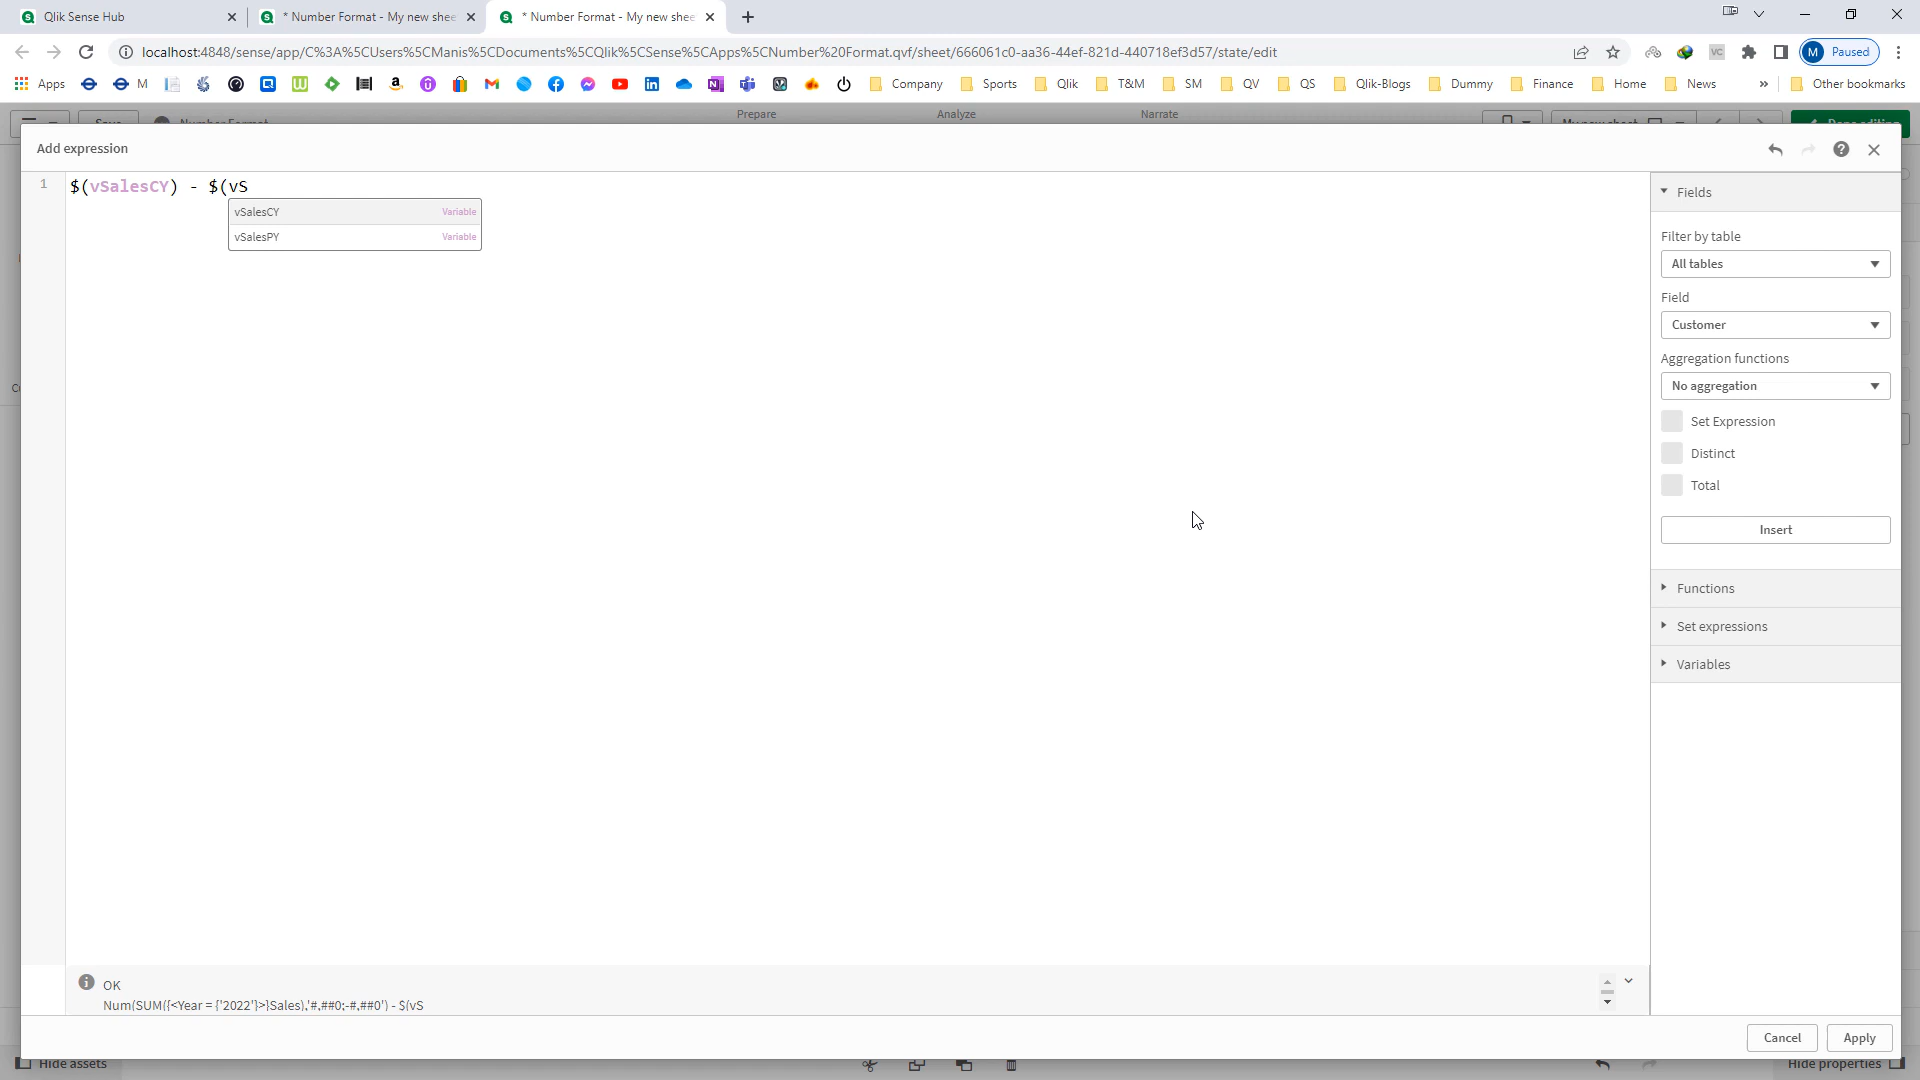 Qlik Sense Hub
* Number Format - My new shee
* Number Format - My new shee
localhost:4848/sense/app/C%3A%5CUsers%5CManis%5CDocuments%5CQlik%5CSense%5CApps%5CNumber%20Format.qvf/sheet/666061c0-aa36-44ef-821d-440718ef3d57/state/edit
M Paused
Apps
M
Company
Sports
Qlik
T&M
SM
QV
QS
Qlik-Blogs
Dummy
Finance
Home
News
»
Other bookmarks
Prepare
Analyze
Narrate
Add expression
1
$(vSalesCY) - $(vS
vSalesCY Variable
vSalesPY Variable
Fields
Filter by table
All tables
Field
Customer
Aggregation functions
No aggregation
Set Expression
Distinct
Total
Insert
Functions
Set expressions
Variables
OK
Num(SUM({<Year = {'2022'}>}Sales),'#,##0;-#,##0') - $(vS
Cancel
Apply
Hide assets
Hide properties